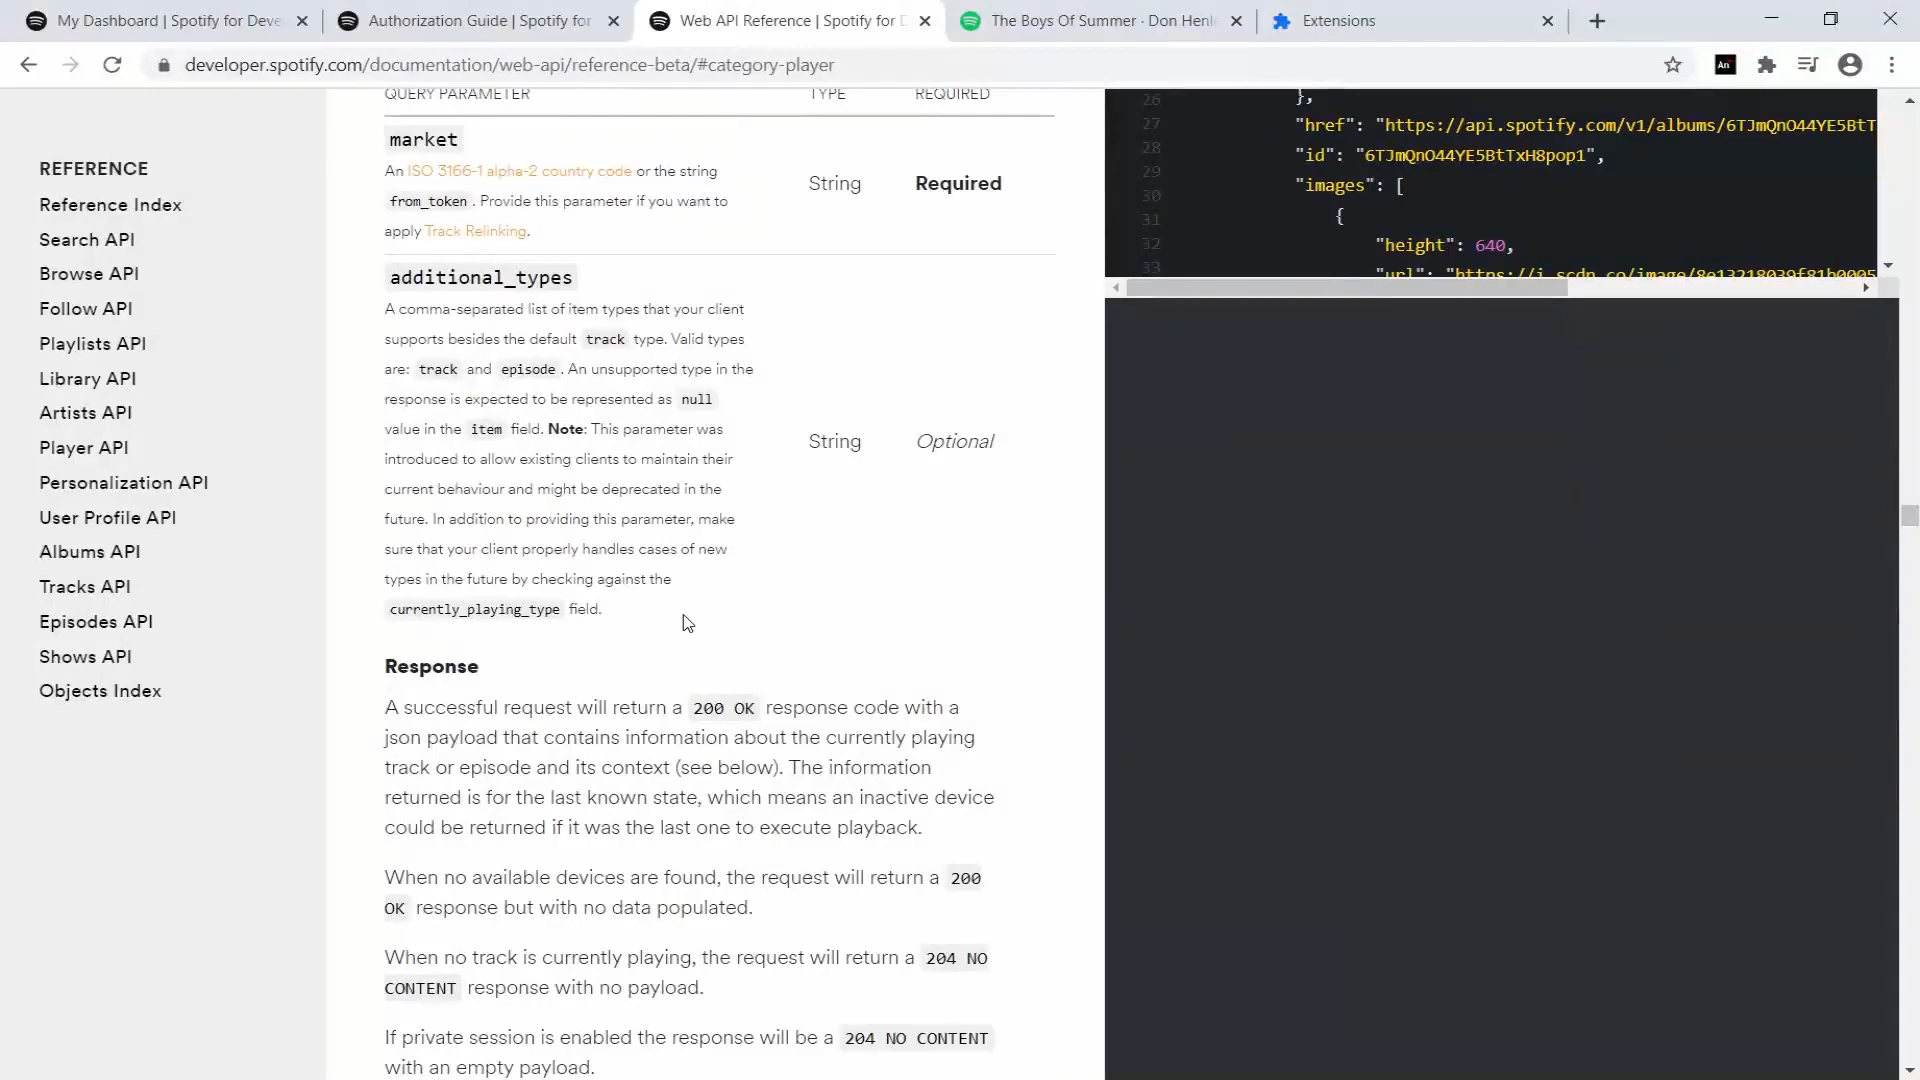 My Dashboard | Spotify for Deve
Authorization Guide | Spotify for
Web API Reference | Spotify for D
The Boys Of Summer · Don Henl
Extensions
developer.spotify.com/documentation/web-api/reference-beta/#category-player
An
REFERENCE
Reference Index
Search API
Browse API
Follow API
Playlists API
Library API
Artists API
Player API
Personalization API
User Profile API
Albums API
Tracks API
Episodes API
Shows API
Objects Index
QUERY PARAMETER TYPE REQUIRED
market
An ISO 3166-1 alpha-2 country code or the string
from_token . Provide this parameter if you want to
apply Track Relinking.
String Required
additional_types
A comma-separated list of item types that your client
supports besides the default track type. Valid types
are: track and episode . An unsupported type in the
response is expected to be represented as null
value in the item field. Note: This parameter was
introduced to allow existing clients to maintain their
current behaviour and might be deprecated in the
future. In addition to providing this parameter, make
sure that your client properly handles cases of new
types in the future by checking against the
currently_playing_type field.
String Optional
Response
A successful request will return a 200 OK response code with a
json payload that contains information about the currently playing
track or episode and its context (see below). The information
returned is for the last known state, which means an inactive device
could be returned if it was the last one to execute playback.
When no available devices are found, the request will return a 200
OK response but with no data populated.
When no track is currently playing, the request will return a 204 NO
CONTENT response with no payload.
If private session is enabled the response will be a 204 NO CONTENT
with an empty payload.
26 },
27 "href": "https://api.spotify.com/v1/albums/6TJmQnO44YE5BtT
28 "id": "6TJmQnO44YE5BtTxH8pop1",
29 "images": [
30 {
31 "height": 640,
32 "url": "https://i.scdn.co/image/8e13218039f81b0005
33